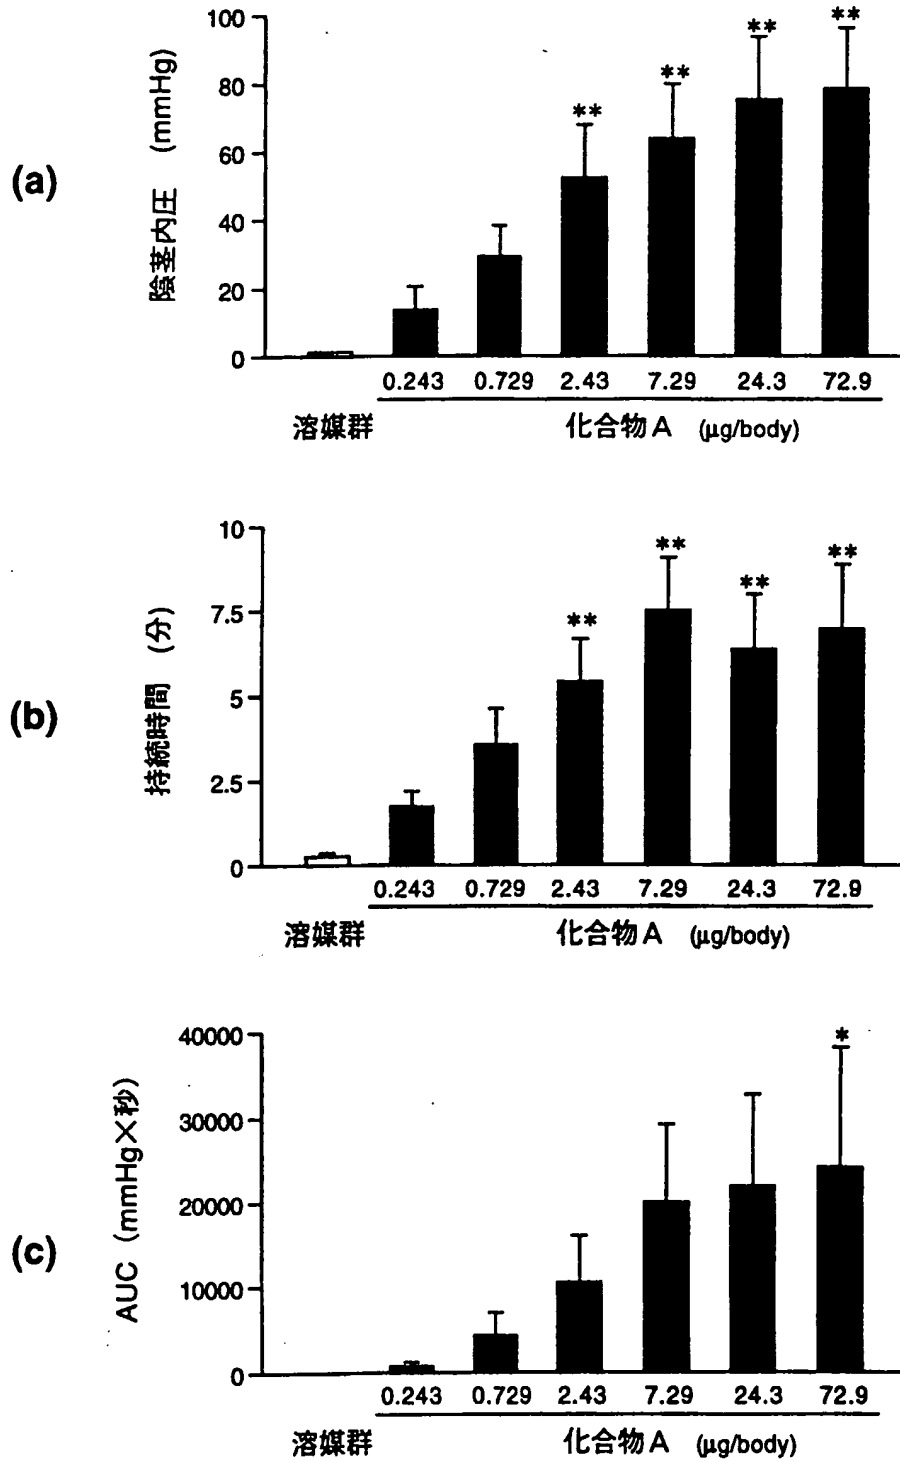 (a)
陰茎内圧 (mmHg)
100
80
60
40
20
0
** ** ** **
0.243 0.729 2.43 7.29 24.3 72.9
溶媒群 化合物A (μg/body)
(b)
持続時間 (分)
10
7.5
5
2.5
0
** ** ** **
0.243 0.729 2.43 7.29 24.3 72.9
溶媒群 化合物A (μg/body)
(c)
AUC (mmHg×秒)
40000
30000
20000
10000
0
*
0.243 0.729 2.43 7.29 24.3 72.9
溶媒群 化合物A (μg/body)